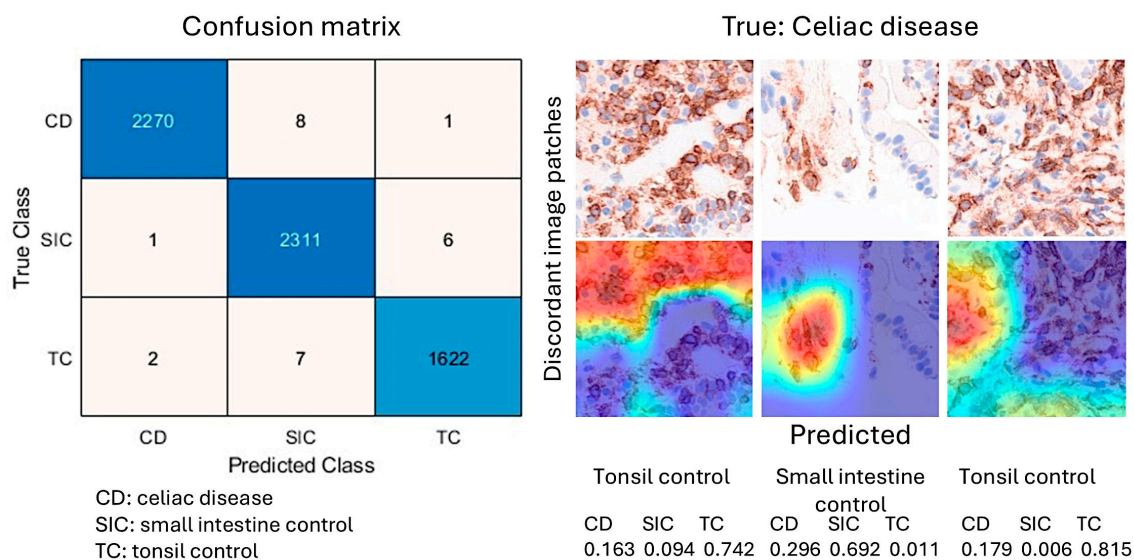 Confusion matrix
CD 2270 8 1
SIC 1 2311 6
TC 2 7 1622
True Class
CD SIC TC
Predicted Class
CD: celiac disease
SIC: small intestine control
TC: tonsil control
True: Celiac disease
Discordant image patches
Predicted
Tonsil control
CD SIC TC
0.163 0.094 0.742
Small intestine
control
CD SIC TC
0.296 0.692 0.011
Tonsil control
CD SIC TC
0.179 0.006 0.815